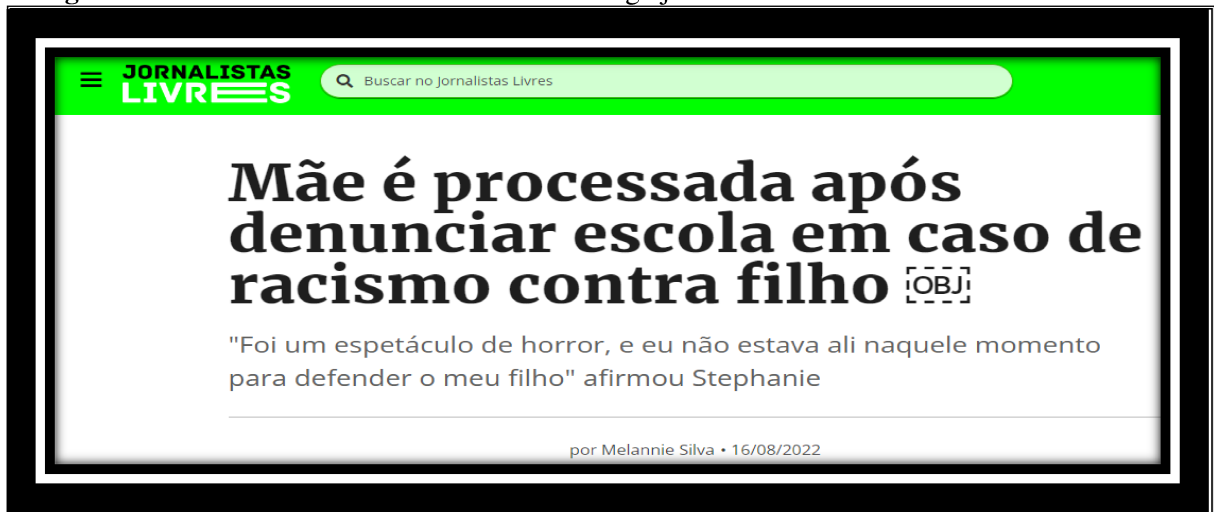 JORNALISTAS
LIVRES
Buscar no Jornalistas Livres
Mãe é processada após
denunciar escola em caso de
racismo contra filho OBJ
"Foi um espetáculo de horror, e eu não estava ali naquele momento
para defender o meu filho" afirmou Stephanie
por Melannie Silva • 16/08/2022